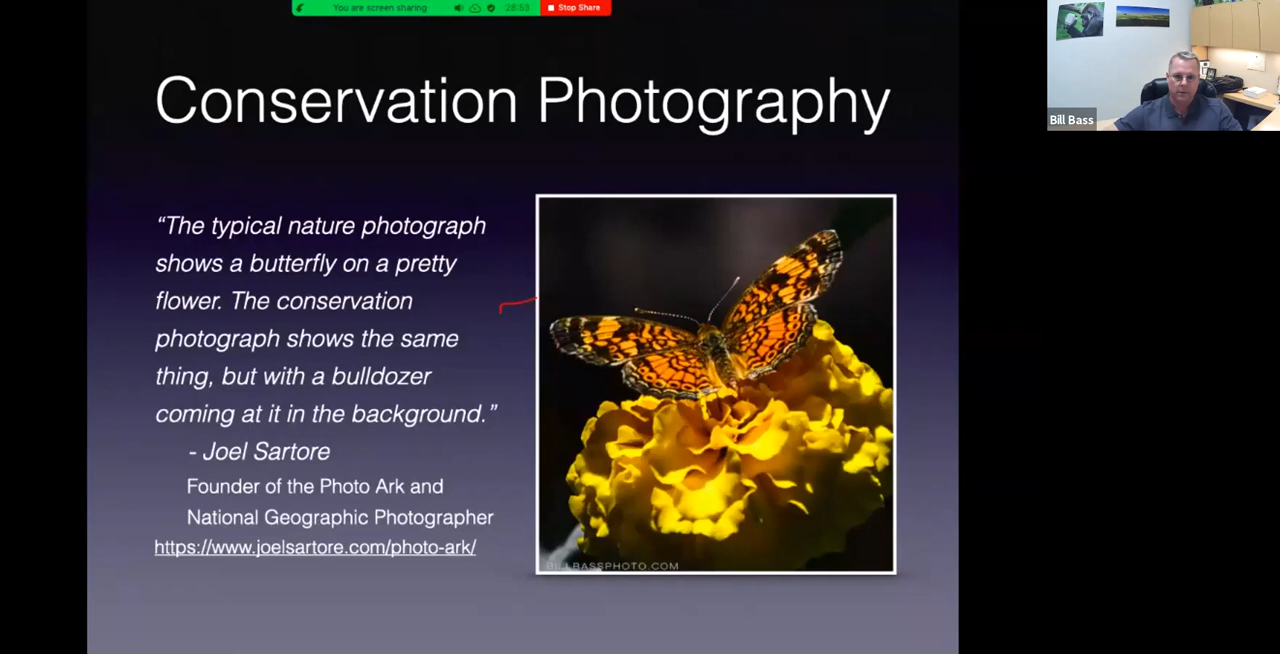 You are screen sharing
28:53
Stop Share
Conservation Photography
Bill Bass
“The typical nature photograph
shows a butterfly on a pretty
flower. The conservation
photograph shows the same
thing, but with a bulldozer
coming at it in the background.”
- Joel Sartore
Founder of the Photo Ark and
National Geographic Photographer
https://www.joelsartore.com/photo-ark/
BILLBASSPHOTO.COM